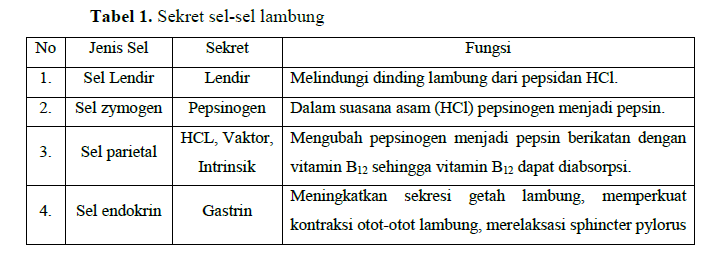 Tabel 1. Sekret sel-sel lambung
No Jenis Sel Sekret Fungsi
1. Sel Lendir Lendir Melindungi dinding lambung dari pepsidan HCl.
2. Sel zymogen Pepsinogen Dalam suasana asam (HCl) pepsinogen menjadi pepsin.
3. Sel parietal HCL, Vaktor, Intrinsik Mengubah pepsinogen menjadi pepsin berikatan dengan
vitamin B12 sehingga vitamin B12 dapat diabsorpsi.
4. Sel endokrin Gastrin Meningkatkan sekresi getah lambung, memperkuat
kontraksi otot-otot lambung, merelaksasi sphincter pylorus